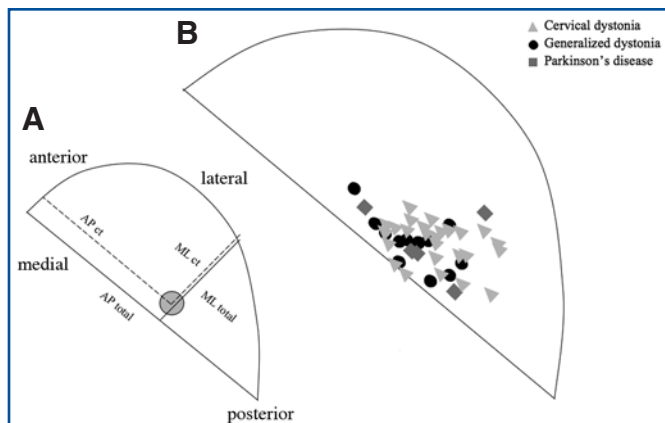 B
Cervical dystonia
Generalized dystonia
Parkinson's disease
A
anterior
lateral
AP ct
ML ct
medial
AP total
ML total
posterior